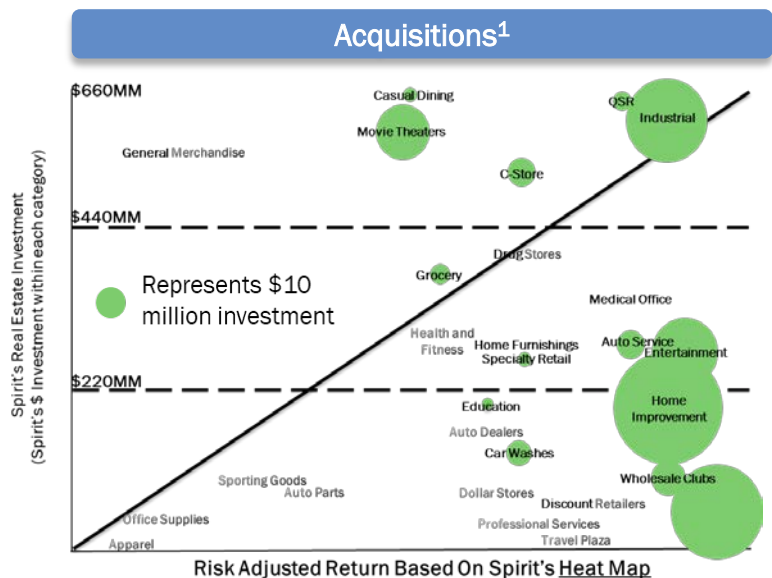 Acquisitions¹
$660MM
Casual Dining
QSR
Industrial
Movie Theaters
General Merchandise
C-Store
$440MM
Drug Stores
Grocery
Represents $10
million investment
Medical Office
Health and
Fitness
Home Furnishings
Specialty Retail
Auto Service
Entertainment
$220MM
Education
Home
Improvement
Auto Dealers
Car Washes
Sporting Goods
Auto Parts
Wholesale Clubs
Dollar Stores
Discount Retailers
Office Supplies
Professional Services
Apparel
Travel Plaza
Spirit's Real Estate Investment
(Spirit's $ Investment within each category)
Risk Adjusted Return Based On Spirit's Heat Map